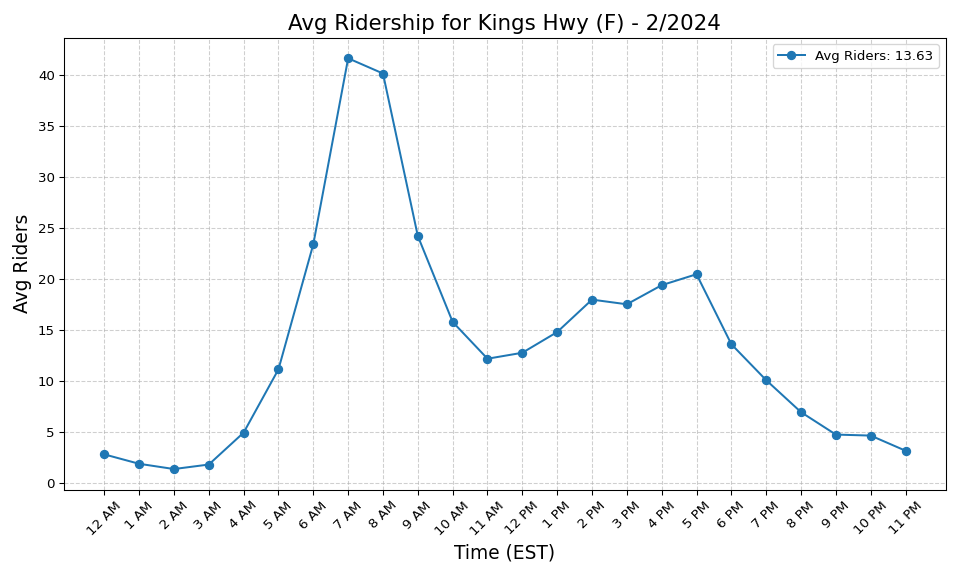 Avg Ridership for Kings Hwy (F) - 2/2024
Avg Riders: 13.63
Avg Riders
40
35
30
25
20
15
10
5
0
12 AM
1 AM
2 AM
3 AM
4 AM
5 AM
6 AM
7 AM
8 AM
9 AM
10 AM
11 AM
12 PM
1 PM
2 PM
3 PM
4 PM
5 PM
6 PM
7 PM
8 PM
9 PM
10 PM
11 PM
Time (EST)